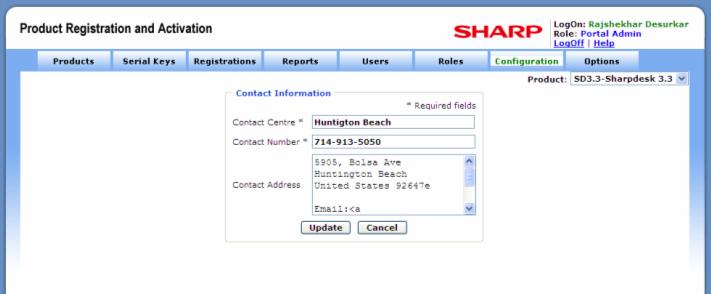 Product Registration and Activation
SHARP
LogOn: Rajshekhar Desurkar
Role: Portal Admin
LogOff | Help
Products Serial Keys Registrations Reports Users Roles Configuration Options
Product: SD3.3-Sharpdesk 3.3
Contact Information
* Required fields
Contact Centre * Huntigton Beach
Contact Number * 714-913-5050
Contact Address
5905, Bolsa Ave
Huntington Beach
United States 92647e
Email:<a
Update Cancel